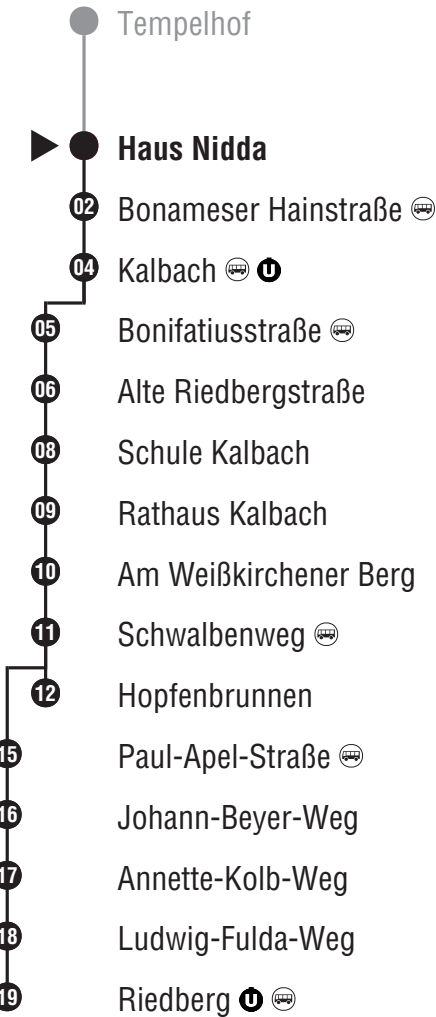 Tempelhof
Haus Nidda
02 Bonameser Hainstraße
04 Kalbach U
05 Bonifatiusstraße
06 Alte Riedbergstraße
08 Schule Kalbach
09 Rathaus Kalbach
10 Am Weißkirchener Berg
11 Schwalbenweg
12 Hopfenbrunnen
15 Paul-Apel-Straße
16 Johann-Beyer-Weg
17 Annette-Kolb-Weg
18 Ludwig-Fulda-Weg
19 Riedberg U